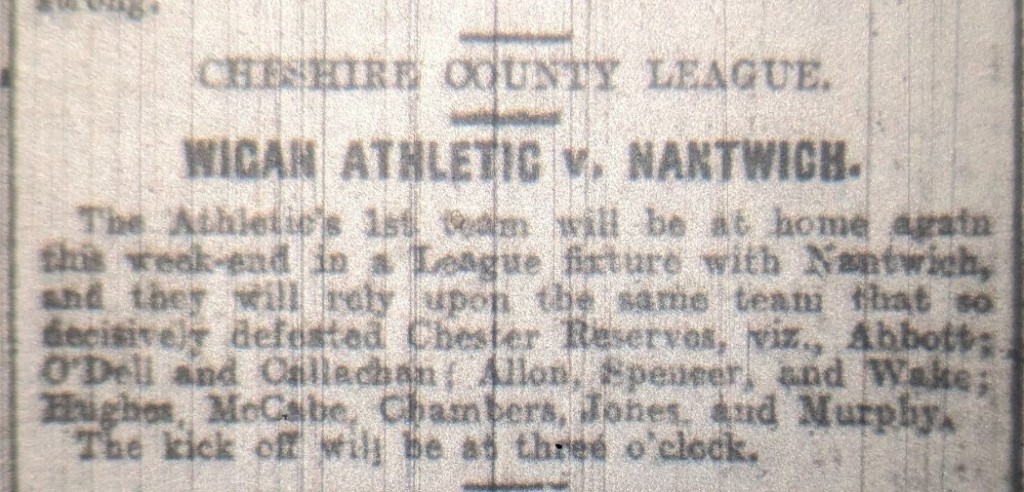 strong.
CHESHIRE COUNTY LEAGUE.
WIGAN ATHLETIC v. NANTWICH.
The Athletic's 1st team will be at home again
this week-end in a League fixture with Nantwich,
and they will rely upon the same team that so
decisively defeated Chester Reserves, viz., Abbott;
O'Dell and Callachan; Allon, Spencer, and Wake;
Hughes, McCabe, Chambers, Jones, and Murphy.
The kick off will be at three o'clock.